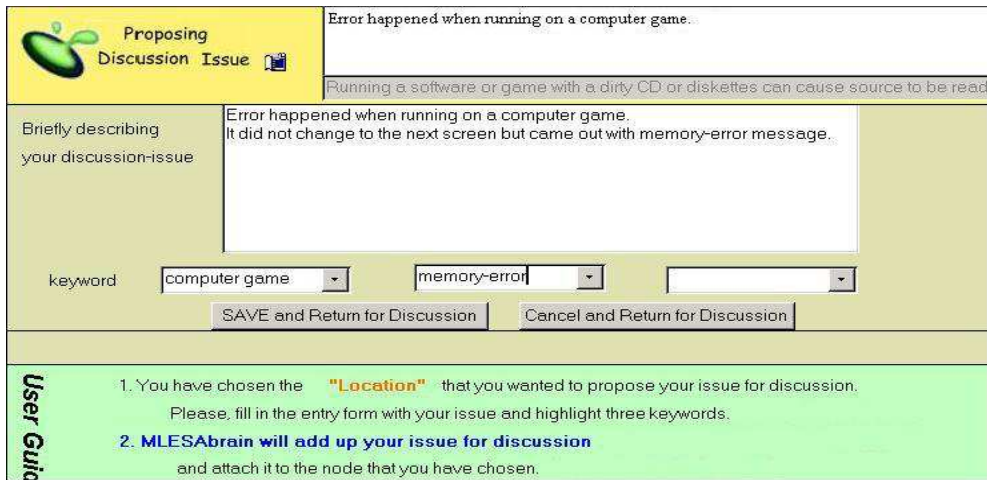 Proposing
Discussion Issue
Error happened when running on a computer game.
Running a software or game with a dirty CD or diskettes can cause source to be read
Briefly describing
your discussion-issue
Error happened when running on a computer game.
It did not change to the next screen but came out with memory-error message.
keyword
computer game
memory-error
SAVE and Return for Discussion
Cancel and Return for Discussion
User Guid
1. You have chosen the "Location" that you wanted to propose your issue for discussion.
Please, fill in the entry form with your issue and highlight three keywords.
2. MLESAbrain will add up your issue for discussion
and attach it to the node that you have chosen.